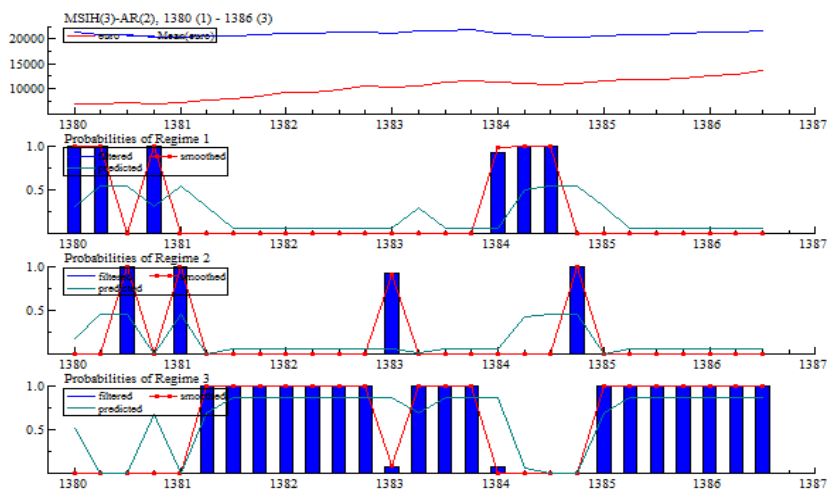 MSIH(3)-AR(2), 1380 (1) - 1386 (3)
euro Mean(euro)
20000
15000
10000
1380 1381 1382 1383 1384 1385 1386 1387
Probabilities of Regime 1
1.0
filtered smoothed
predicted
0.5
1380 1381 1382 1383 1384 1385 1386 1387
Probabilities of Regime 2
1.0
filtered smoothed
predicted
0.5
1380 1381 1382 1383 1384 1385 1386 1387
Probabilities of Regime 3
1.0
filtered smoothed
predicted
0.5
1380 1381 1382 1383 1384 1385 1386 1387